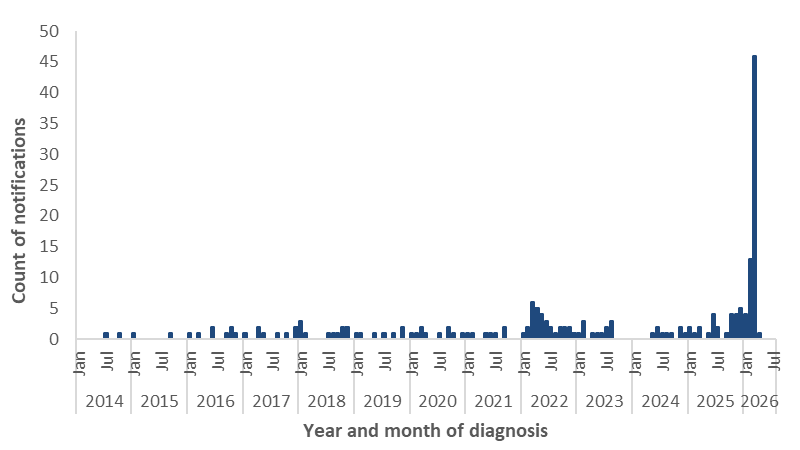 50
45
40
35
30
25
20
15
10
5
0
Count of notifications
Jan Jul Jan Jul Jan Jul Jan Jul Jan Jul Jan Jul Jan Jul Jan Jul Jan Jul Jan Jul Jan Jul Jan Jul Jan Jul
2014 2015 2016 2017 2018 2019 2020 2021 2022 2023 2024 2025 2026
Year and month of diagnosis